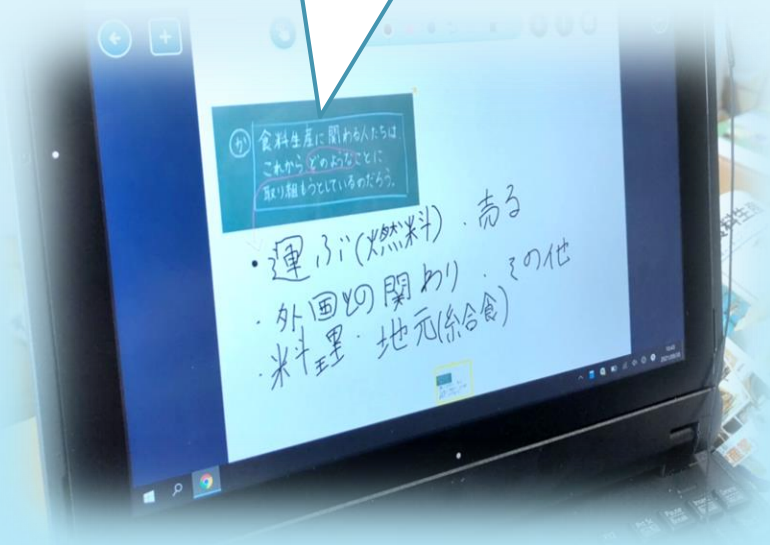 か
食料生産に関わる人たちは
これから どのようなことに
取り組もうとしているのだろう。
・運ぶ(燃料)・売る
・外国との関わり・その他
・料理・地元(給食)